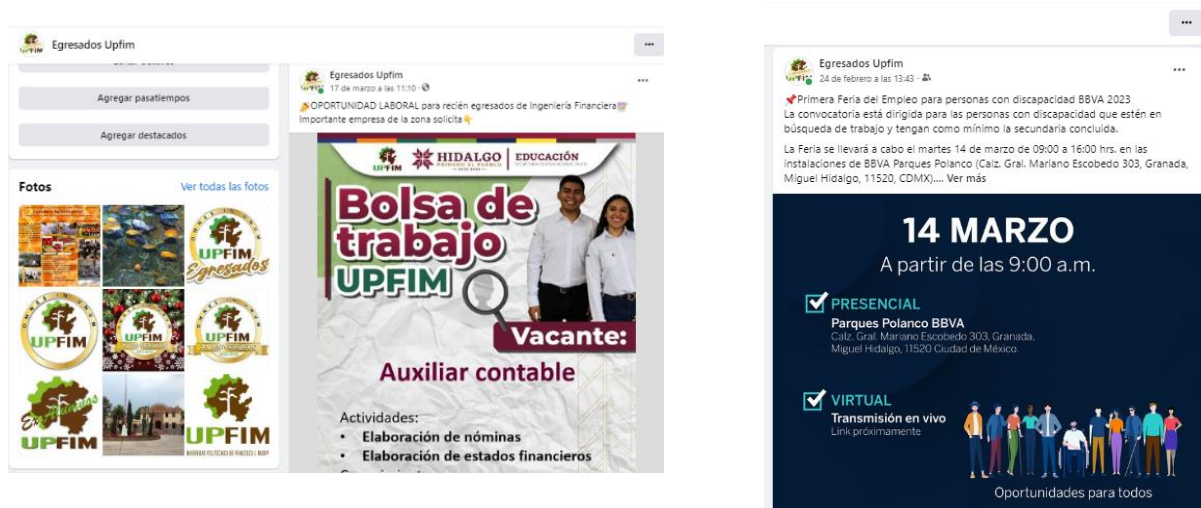 Egresados Upfim
Agregar pasatiempos
Agregar destacados
Fotos
Ver todas las fotos
UPFIM
Egresados
UPFIM
UPFIM
UPFIM
UPFIM
UPFIM
Egresados Upfim
17 de marzo a las 11:10
OPORTUNIDAD LABORAL para recién egresados de Ingeniería Financiera
Importante empresa de la zona solicita
UPFIM
HIDALGO
EDUCACIÓN
Bolsa de
trabajo
UPFIM
Vacante:
Auxiliar contable
Actividades:
• Elaboración de nóminas
• Elaboración de estados financieros
Egresados Upfim
24 de febrero a las 13:43
Primera Feria del Empleo para personas con discapacidad BBVA 2023
La convocatoria está dirigida para las personas con discapacidad que estén en
búsqueda de trabajo y tengan como mínimo la secundaria concluida.
La Feria se llevará a cabo el martes 14 de marzo de 09:00 a 16:00 hrs. en las
instalaciones de BBVA Parques Polanco (Calz. Gral. Mariano Escobedo 303, Granada,
Miguel Hidalgo, 11520, CDMX).... Ver más
14 MARZO
A partir de las 9:00 a.m.
PRESENCIAL
Parques Polanco BBVA
Calz. Gral. Mariano Escobedo 303, Granada,
Miguel Hidalgo, 11520 Ciudad de México.
VIRTUAL
Transmisión en vivo
Link próximamente
Oportunidades para todos